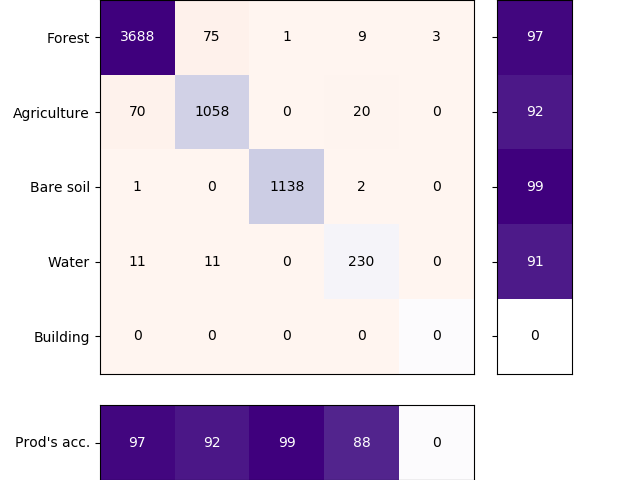 Forest 3688 75 1 9 3 97
Agriculture 70 1058 0 20 0 92
Bare soil 1 0 1138 2 0 99
Water 11 11 0 230 0 91
Building 0 0 0 0 0 0
Prod's acc. 97 92 99 88 0